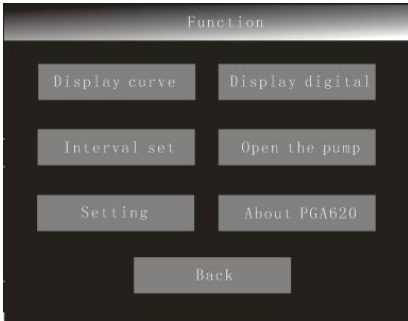 Function
Display curve
Display digital
Interval set
Open the pump
Setting
About PGA620
Back